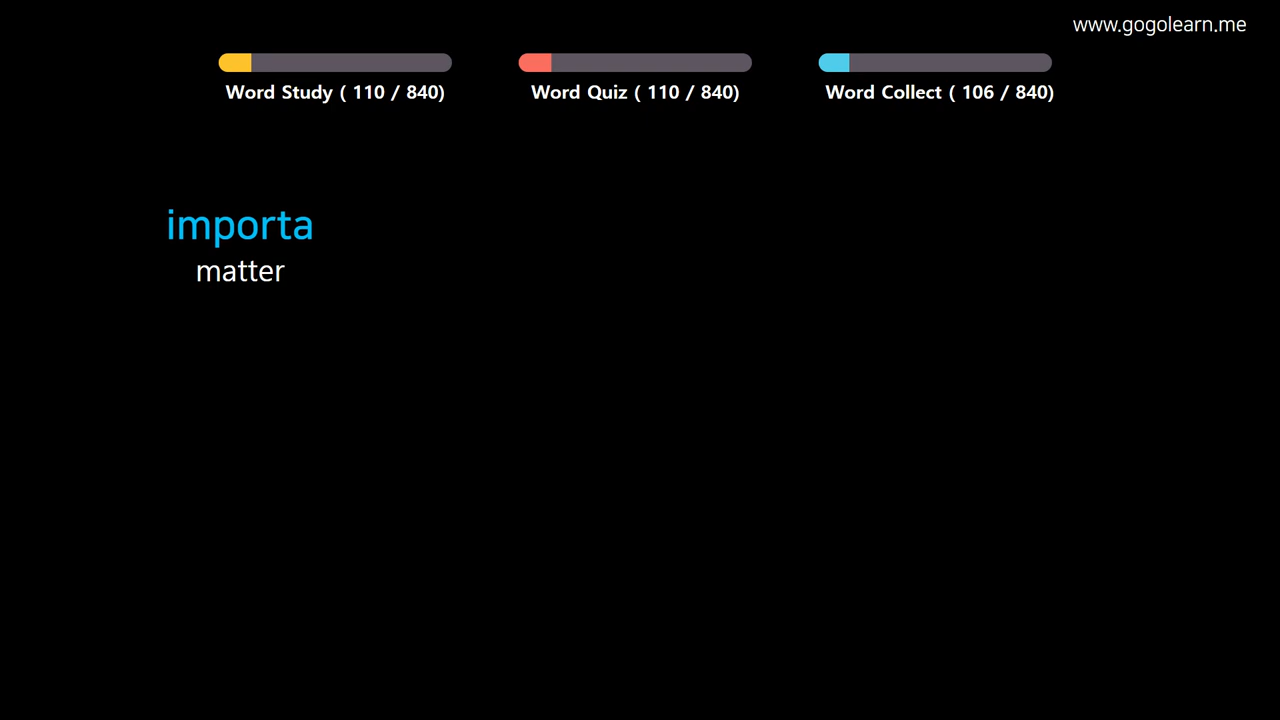 www.gogolearn.me
Word Study ( 110 / 840)
Word Quiz ( 110 / 840)
Word Collect ( 106 / 840)
importa
matter